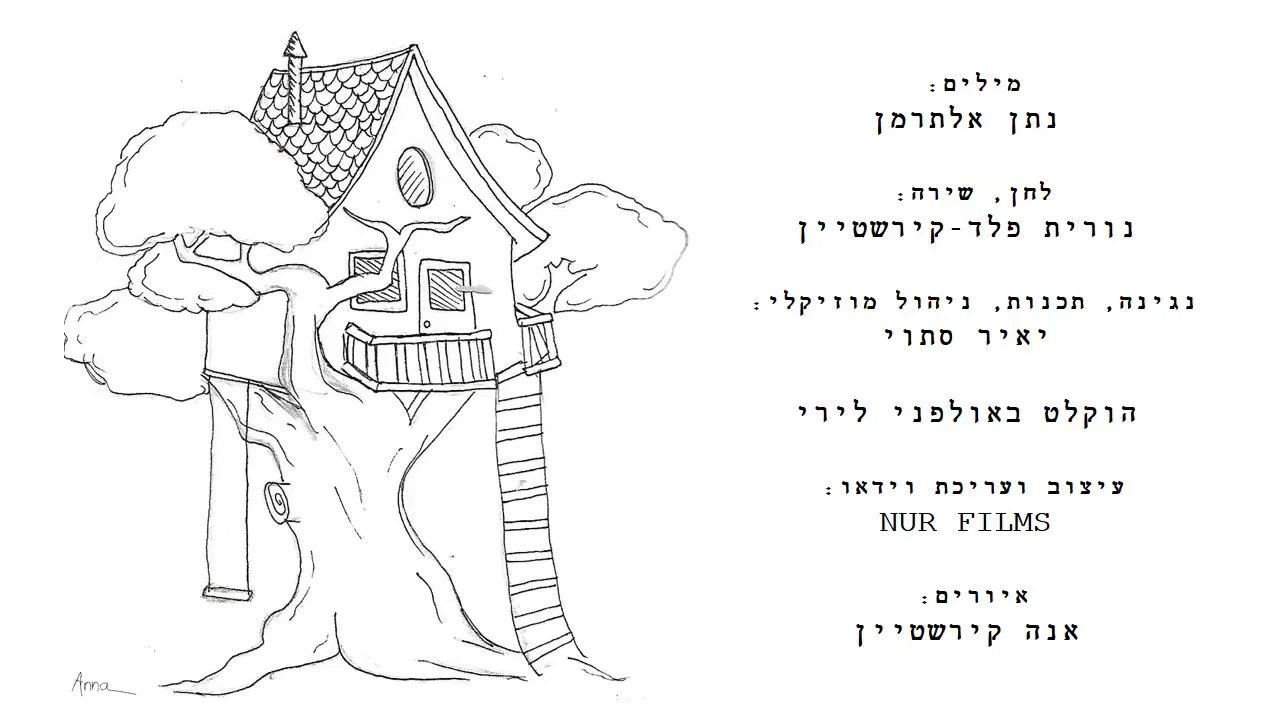 מילים:
נתן אלתרמן
לחן, שירה:
נורית פלד-קירשטיין
נגינה, תכנות, ניהול מוזיקלי:
יאיר סתוי
הוקלט באולפני לירי
עיצוב ועריכת וידאו:
NUR FILMS
איורים:
אנה קירשטיין
Anna